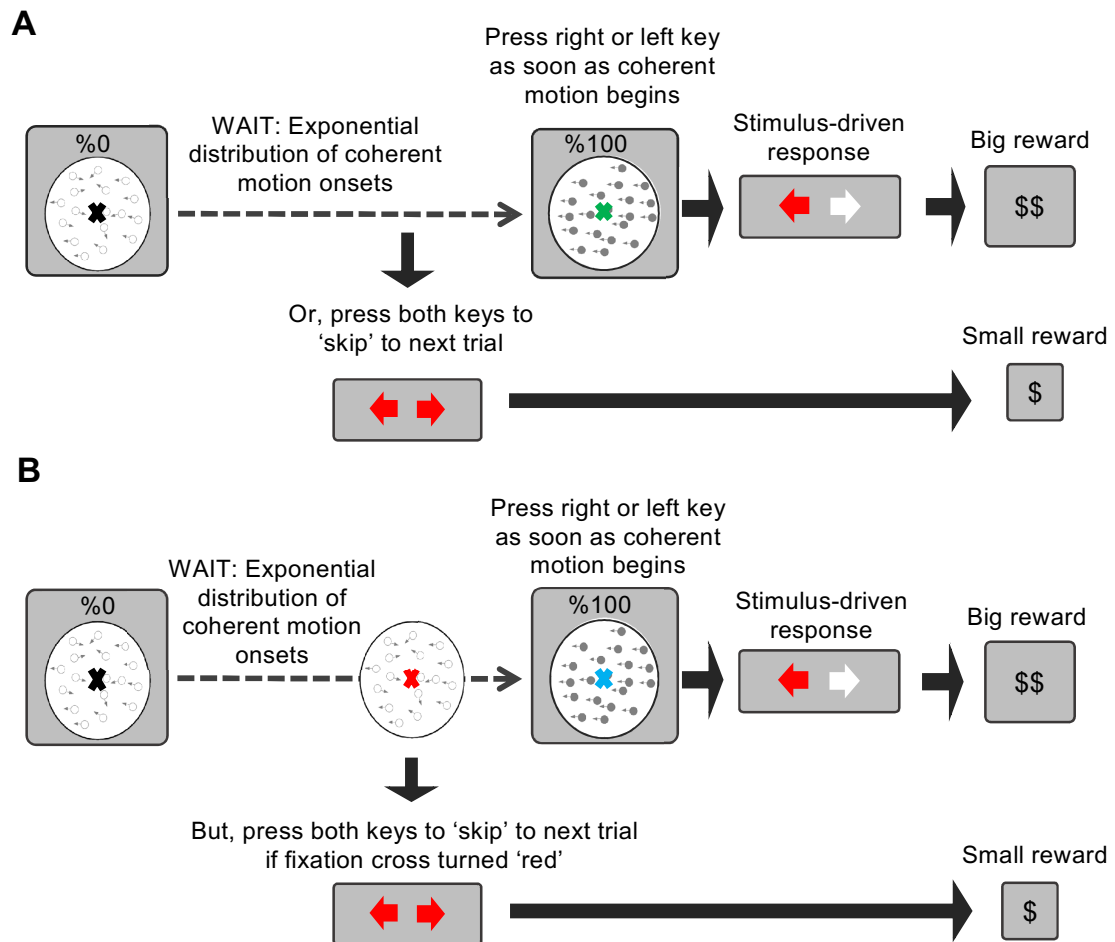 A
Press right or left key
as soon as coherent
motion begins
WAIT: Exponential
distribution of coherent
motion onsets
%0
%100
Stimulus-driven
response
Big reward
$$
Or, press both keys to
‘skip’ to next trial
Small reward
$
B
Press right or left key
as soon as coherent
motion begins
WAIT: Exponential
distribution of
coherent motion
onsets
%0
%100
Stimulus-driven
response
Big reward
$$
But, press both keys to ‘skip’ to next trial
if fixation cross turned ‘red’
Small reward
$